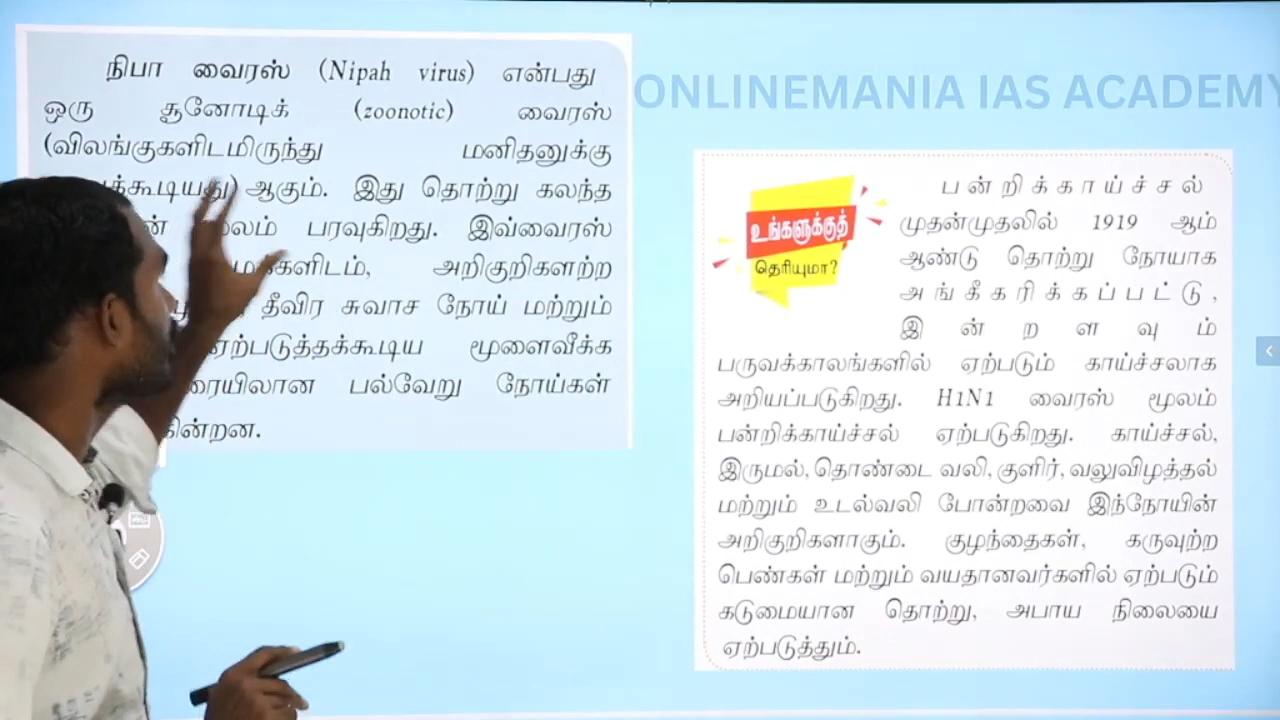 நிபா வைரஸ் (Nipah virus) என்பது
ஒரு சூனோடிக் (zoonotic) வைரஸ்
(விலங்குகளிடமிருந்து மனிதனுக்கு
ஆகும். இது தொற்று கலந்த
பரவுகிறது. இவ்வைரஸ்
அறிகுறிகளற்ற
தீவிர சுவாச நோய் மற்றும்
ஏற்படுத்தக்கூடிய மூளைவீக்க
பல்வேறு நோய்கள்
ONLINEMANIA IAS ACADEMY
உங்களுக்குத்
தெரியுமா?
பன்றிக்காய்ச்சல்
முதன்முதலில் 1919 ஆம்
ஆண்டு தொற்று நோயாக
அங்கீகரிக்கப்பட்டு,
இன்றளவும்
பருவக்காலங்களில் ஏற்படும் காய்ச்சலாக
அறியப்படுகிறது. H1N1 வைரஸ் மூலம்
பன்றிக்காய்ச்சல் ஏற்படுகிறது. காய்ச்சல்,
இருமல், தொண்டை வலி, குளிர், வலுவிழத்தல்
மற்றும் உடல்வலி போன்றவை இந்நோயின்
அறிகுறிகளாகும். குழந்தைகள், கருவுற்ற
பெண்கள் மற்றும் வயதானவர்களில் ஏற்படும்
கடுமையான தொற்று, அபாய நிலையை
ஏற்படுத்தும்.